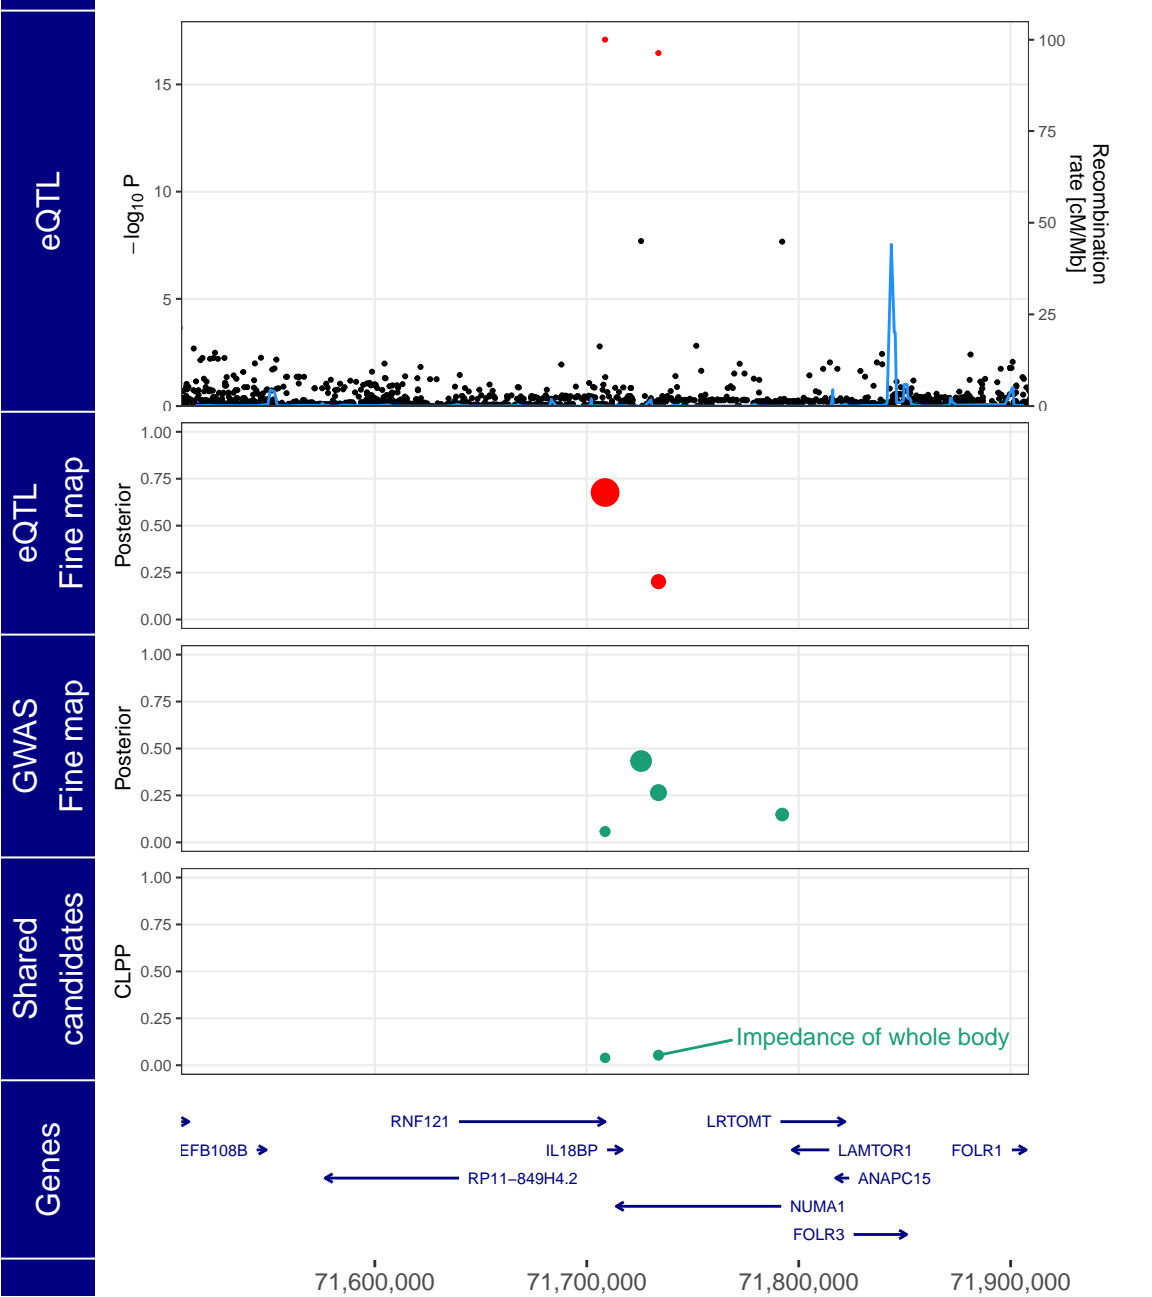 eQTL
−log10 P
15
10
5
0
100
75
50
25
0
Recombination
rate [cM/Mb]
eQTL
Fine map
Posterior
1.00
0.75
0.50
0.25
0.00
GWAS
Fine map
Posterior
1.00
0.75
0.50
0.25
0.00
Shared
candidates
CLPP
1.00
0.75
0.50
0.25
0.00
Impedance of whole body
Genes
RNF121
LRTOMT
EFB108B
IL18BP
LAMTOR1
FOLR1
RP11−849H4.2
ANAPC15
NUMA1
FOLR3
71,600,000
71,700,000
71,800,000
71,900,000